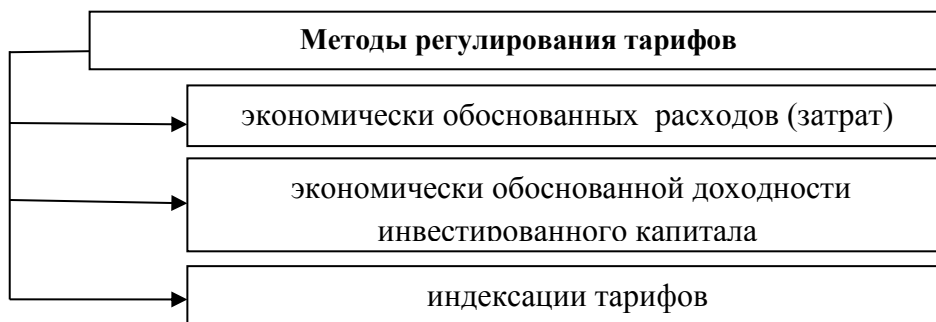 Методы регулирования тарифов
экономически обоснованных расходов (затрат)
экономически обоснованной доходности
инвестированного капитала
индексации тарифов